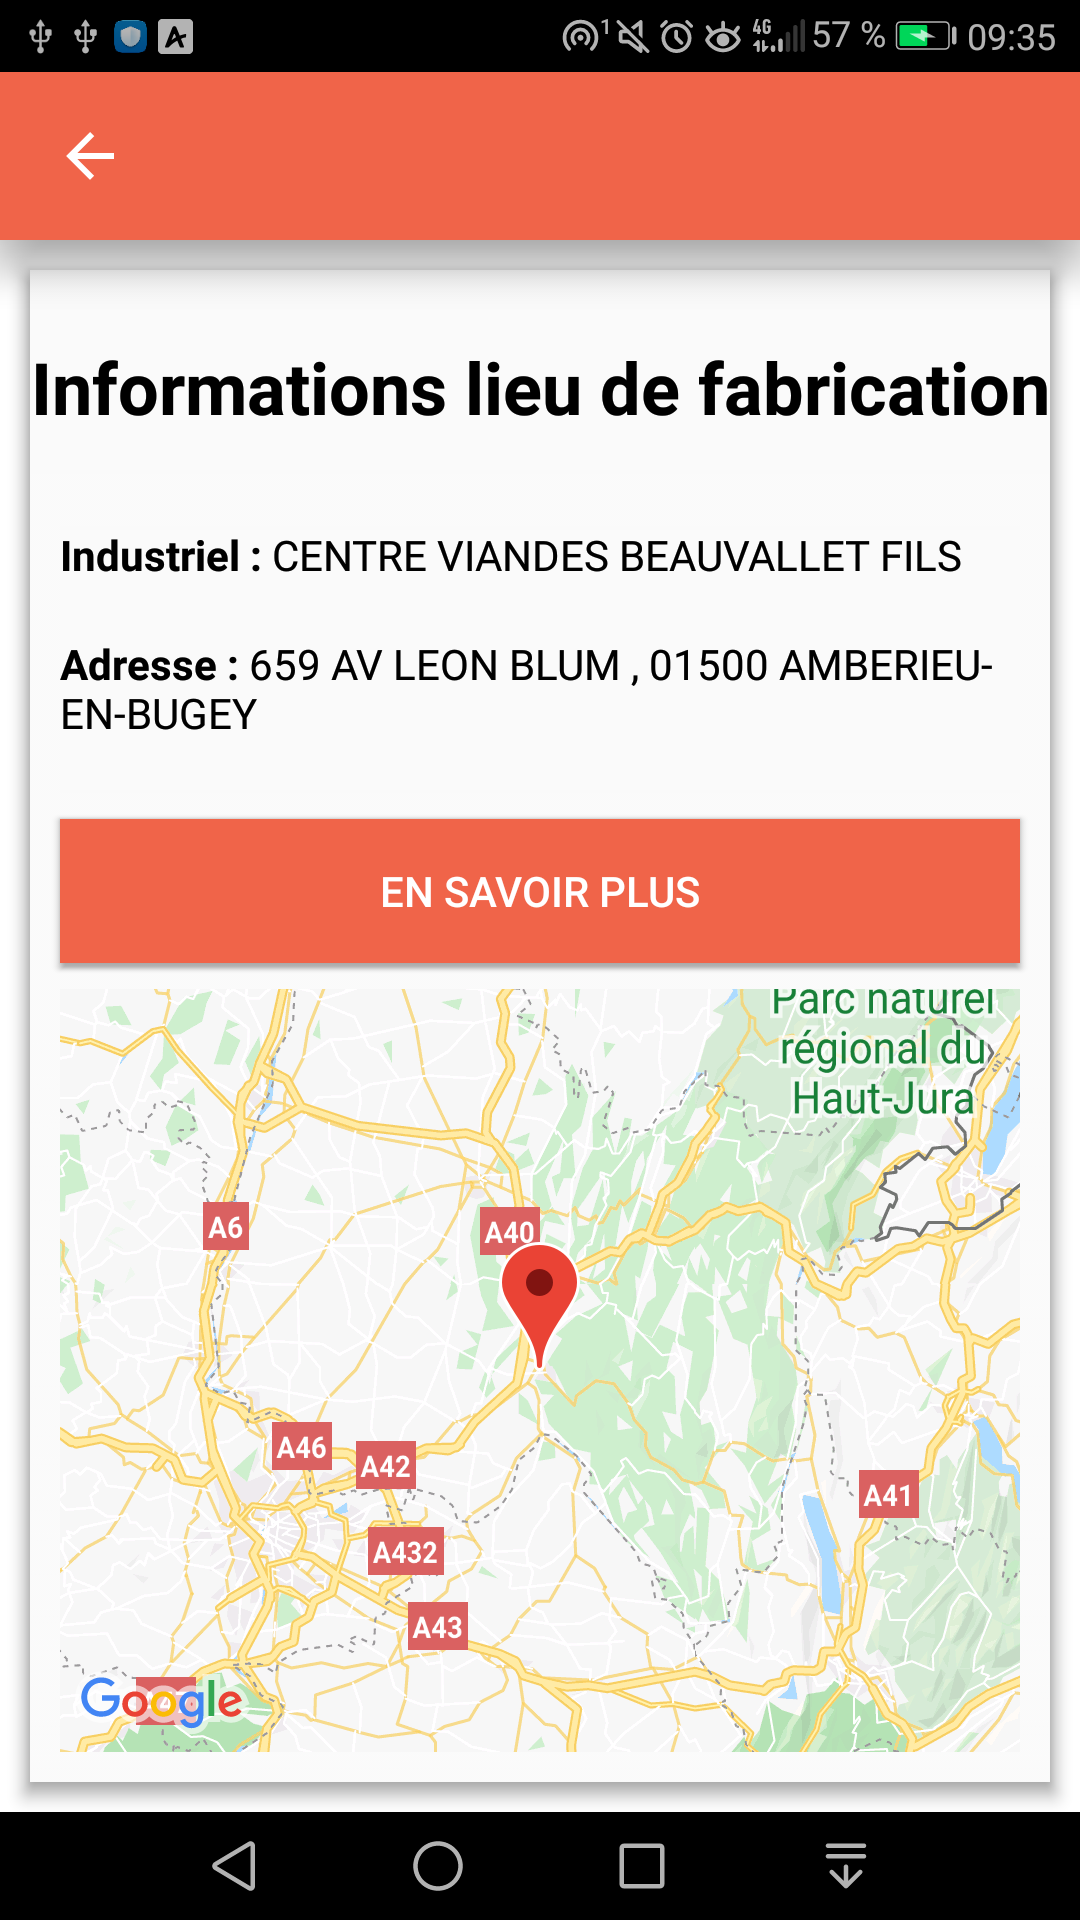 1 4G 57 % 09:35
Informations lieu de fabrication
Industriel : CENTRE VIANDES BEAUVALLET FILS
Adresse : 659 AV LEON BLUM , 01500 AMBERIEU-
EN-BUGEY
EN SAVOIR PLUS
Parc naturel
régional du
Haut-Jura
A6
A40
A46
A42
A41
A432
A43
Google